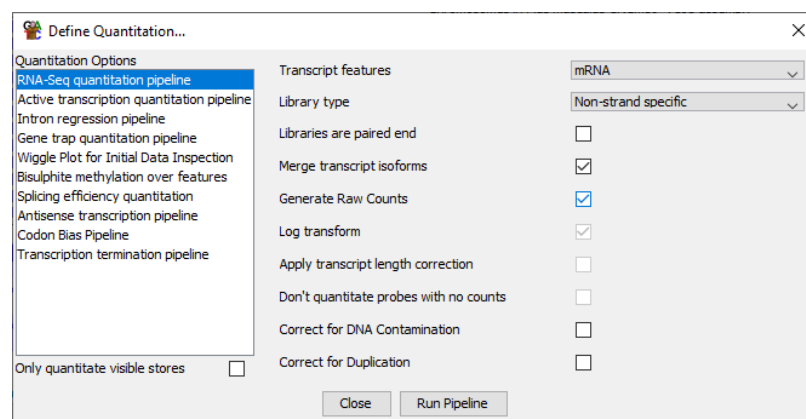 Define Quantitation...
Quantitation Options
RNA-Seq quantitation pipeline
Active transcription quantitation pipeline
Intron regression pipeline
Gene trap quantitation pipeline
Wiggle Plot for Initial Data Inspection
Bisulphite methylation over features
Splicing efficiency quantitation
Antisense transcription pipeline
Codon Bias Pipeline
Transcription termination pipeline
Only quantitate visible stores
Transcript features mRNA
Library type Non-strand specific
Libraries are paired end
Merge transcript isoforms
Generate Raw Counts
Log transform
Apply transcript length correction
Don't quantitate probes with no counts
Correct for DNA Contamination
Correct for Duplication
Close Run Pipeline